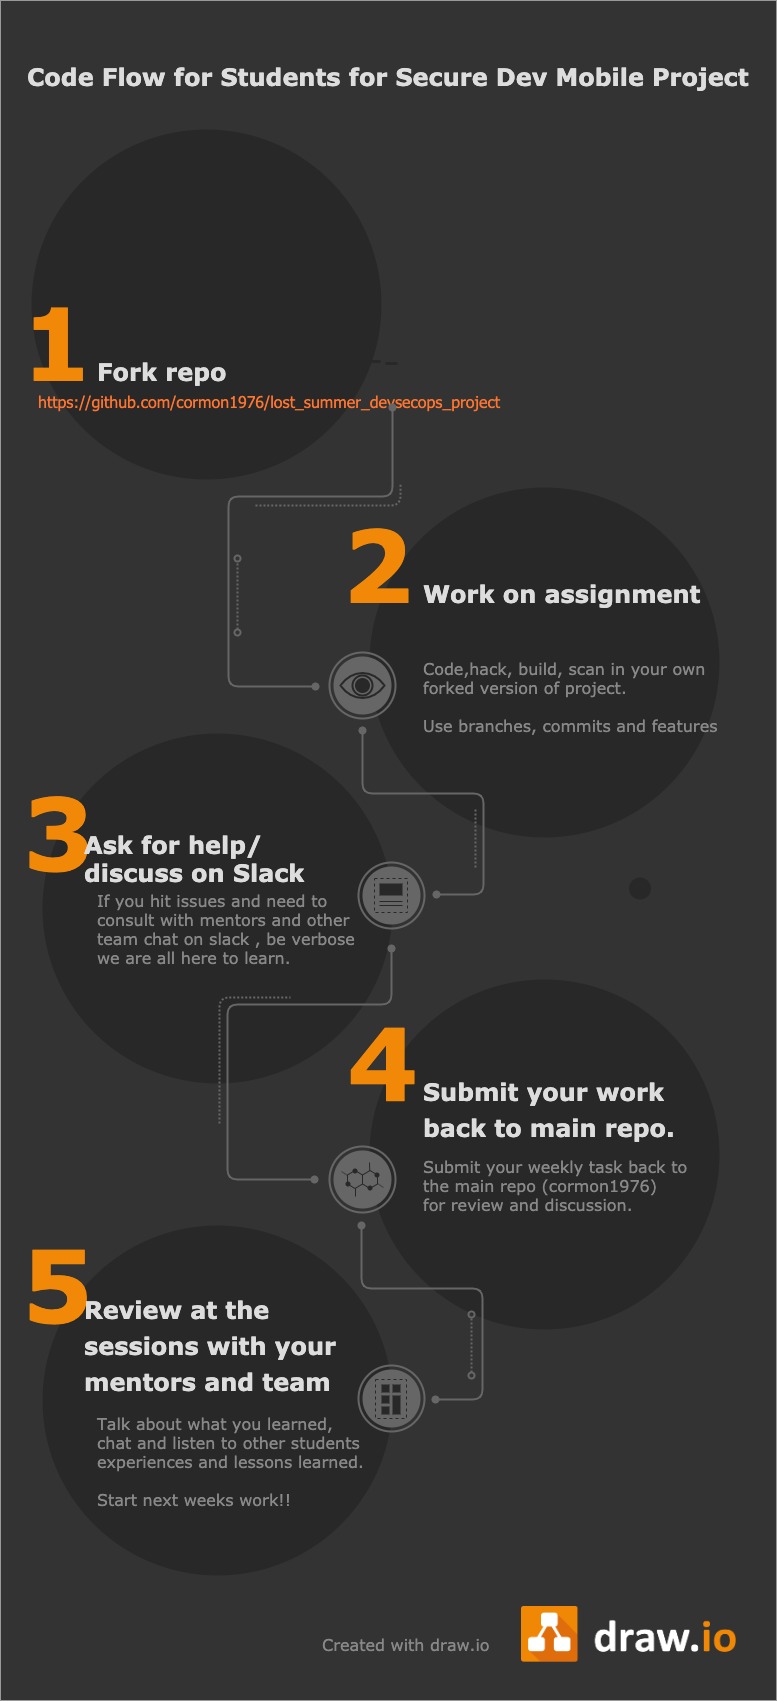 Code Flow for Students for Secure Dev Mobile Project
1 Fork repo
https://github.com/cormon1976/lost_summer_devsecops_project
2 Work on assignment
Code,hack, build, scan in your own
forked version of project.
Use branches, commits and features
3 Ask for help/
discuss on Slack
If you hit issues and need to
consult with mentors and other
team chat on slack , be verbose
we are all here to learn.
4 Submit your work
back to main repo.
Submit your weekly task back to
the main repo (cormon1976)
for review and discussion.
5 Review at the
sessions with your
mentors and team
Talk about what you learned,
chat and listen to other students
experiences and lessons learned.
Start next weeks work!!
Created with draw.io
draw.io